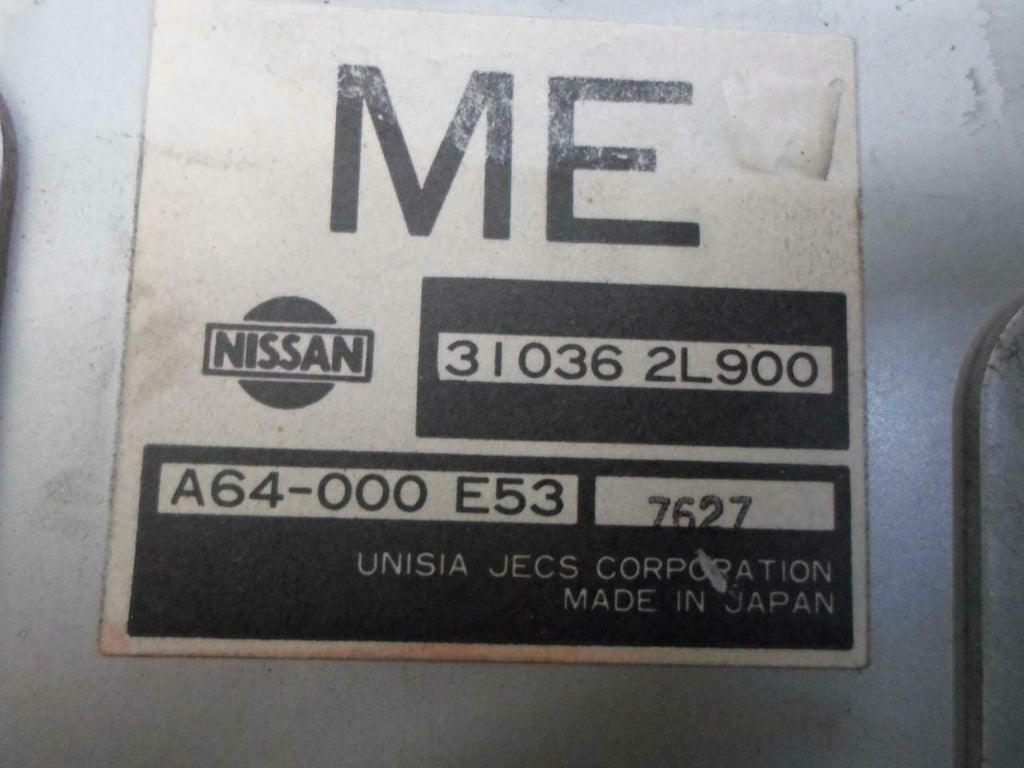 ME
NISSAN
31036 2L900
A64-000 E53
7627
UNISIA JECS CORPORATION
MADE IN JAPAN